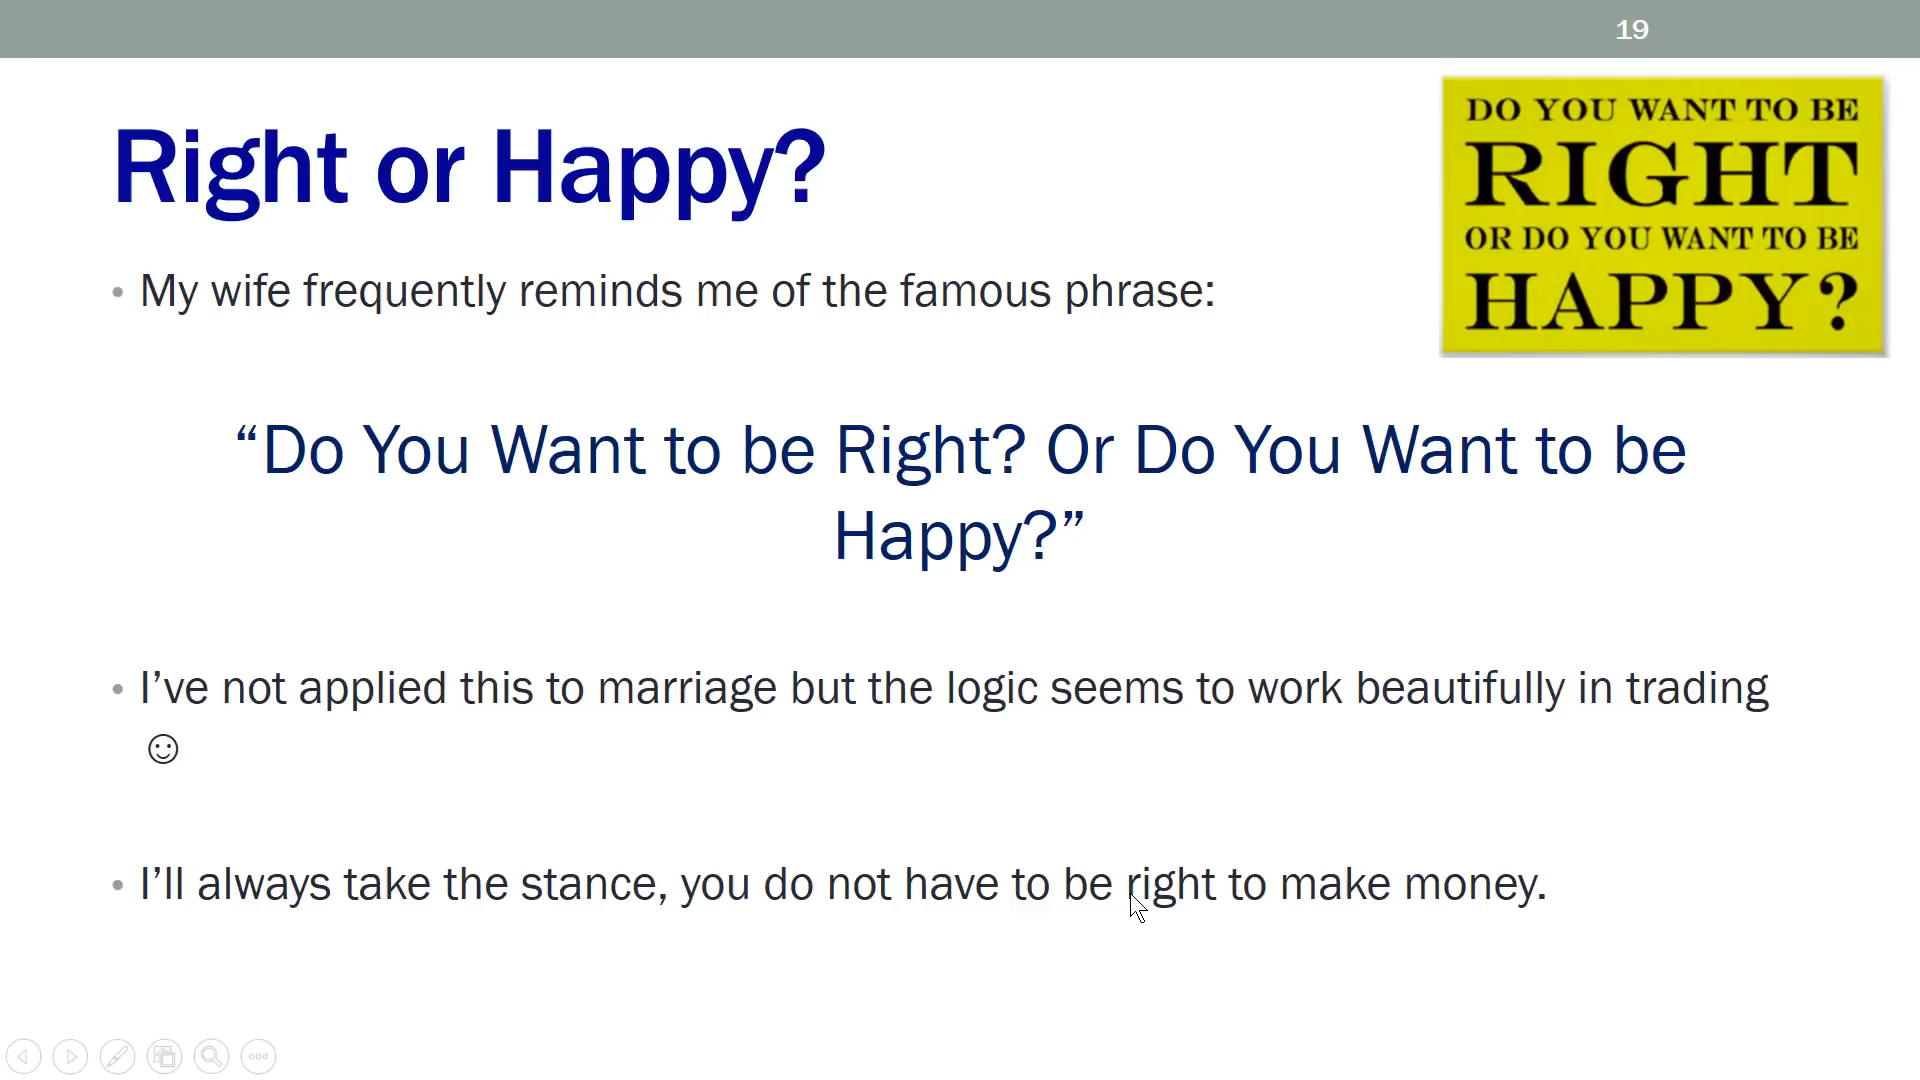 19
Right or Happy?
DO YOU WANT TO BE
RIGHT
OR DO YOU WANT TO BE
HAPPY?
• My wife frequently reminds me of the famous phrase:
“Do You Want to be Right? Or Do You Want to be
Happy?”
• I’ve not applied this to marriage but the logic seems to work beautifully in trading
☺
• I’ll always take the stance, you do not have to be right to make money.